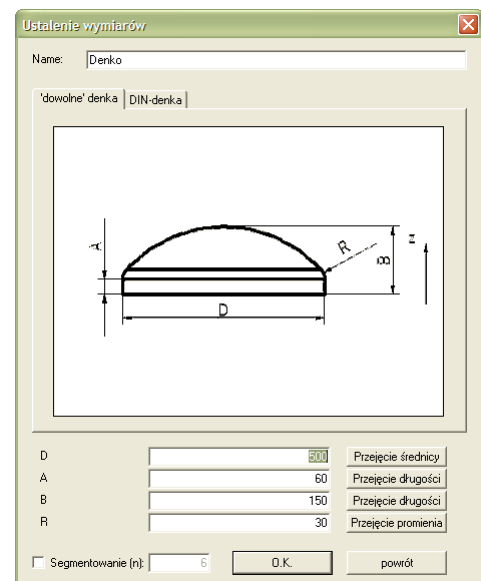 Ustalenie wymiarów
Name: Denko
'dowolne' denka DIN-denka
A
R
B
z
D
D 500 Przejęcie średnicy
A 60 Przejęcie długości
B 150 Przejęcie długości
R 30 Przejęcie promienia
Segmentowanie (n): 6 O.K. powrót